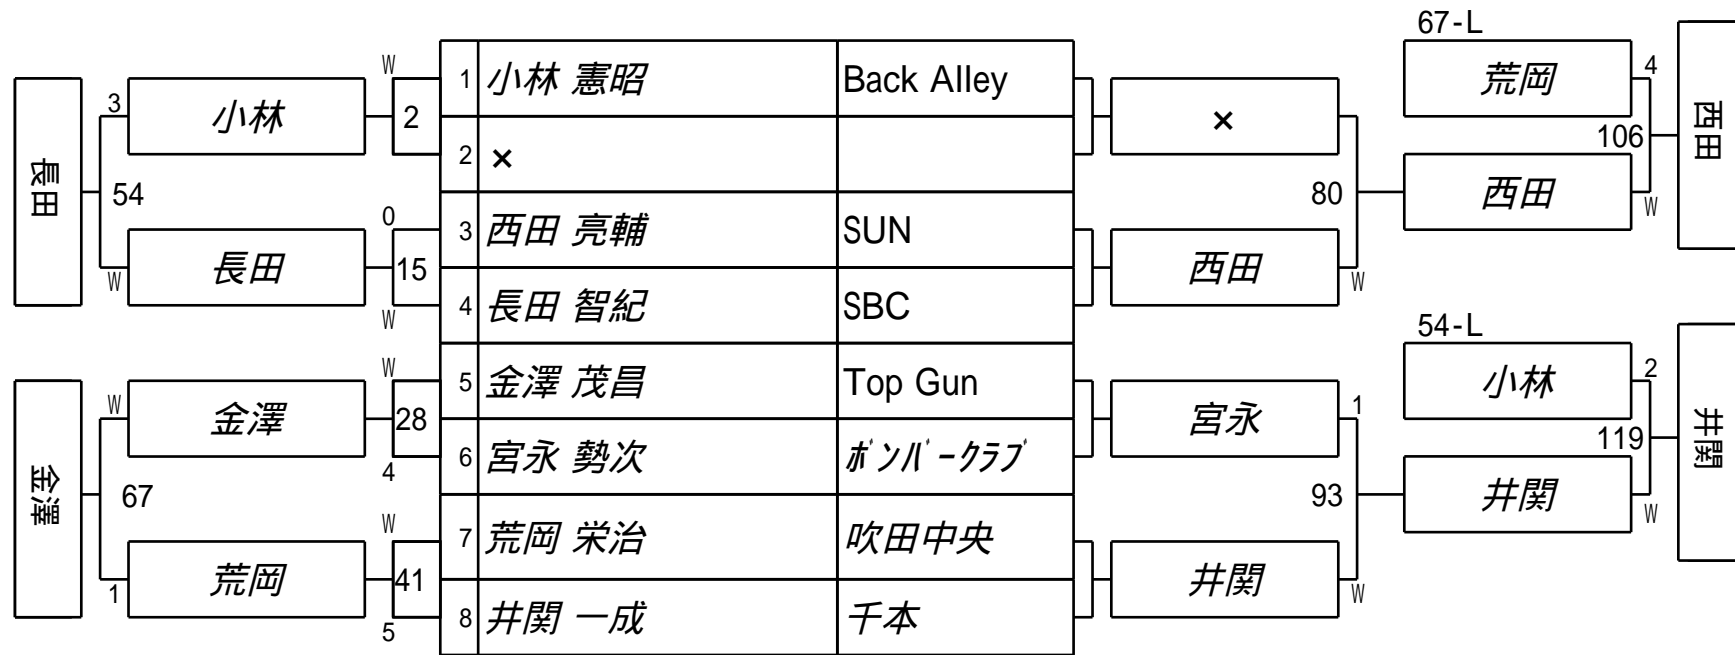 67-L
W
1 小林 憲昭 Back Alley
荒岡 4
3 小林 2 ×
106 西田
2 ×
長田 54 80 西田 W
0
3 西田 亮輔 SUN
W 長田 15 西田 W
4 長田 智紀 SBC
W
54-L
W
5 金澤 茂昌 Top Gun
小林 2
W 金澤 28 宮永 1
119 井関
4
6 宮永 勢次 ボンバークラブ
金澤 67 93 井関 W
W
7 荒岡 栄治 吹田中央
1 荒岡 41 井関 W
5
8 井関 一成 千本